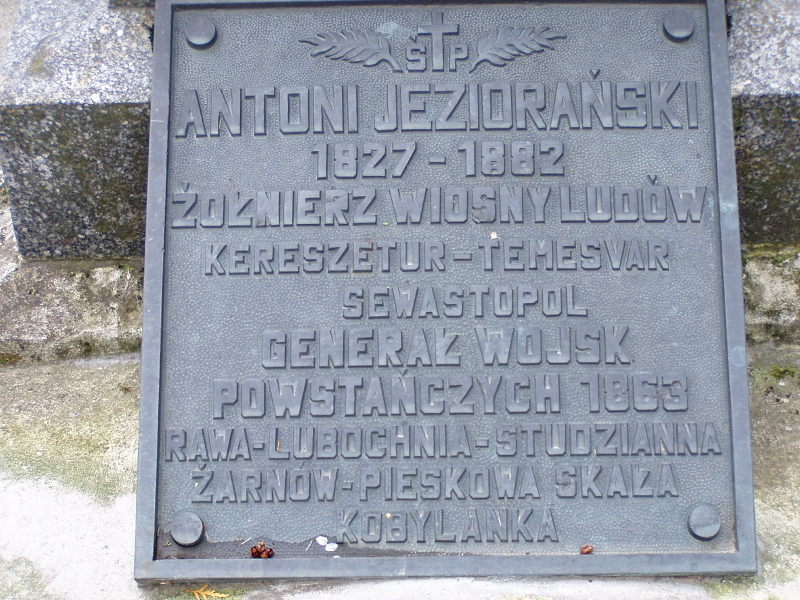 ŚP
ANTONI JEZIORAŃSKI
1827 - 1882
ŻOŁNIERZ WIOSNY LUDÓW
KERESZETUR - TEMESVAR
SEWASTOPOL
GENERAŁ WOJSK
POWSTAŃCZYCH 1863
RAWA-LUBOCHNIA-STUDZIANNA
ŻARNÓW-PIESKOWA SKAŁA
KOBYLANKA